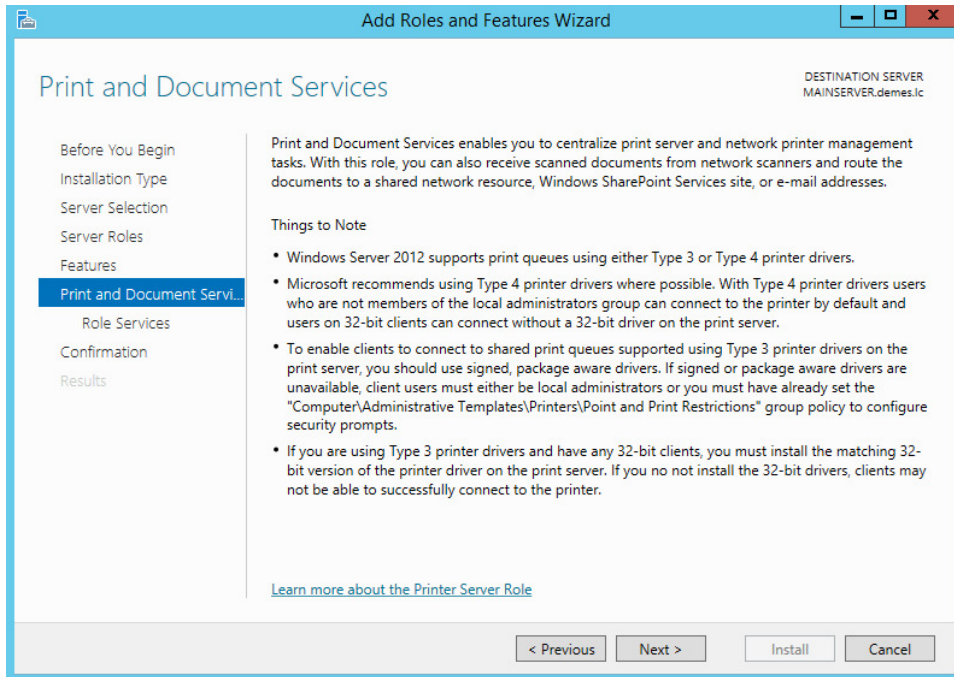 Add Roles and Features Wizard
Print and Document Services
DESTINATION SERVER
MAINSERVER.demes.lc
Before You Begin
Installation Type
Server Selection
Server Roles
Features
Print and Document Servi...
Role Services
Confirmation
Results
Print and Document Services enables you to centralize print server and network printer management
tasks. With this role, you can also receive scanned documents from network scanners and route the
documents to a shared network resource, Windows SharePoint Services site, or e-mail addresses.
Things to Note
• Windows Server 2012 supports print queues using either Type 3 or Type 4 printer drivers.
• Microsoft recommends using Type 4 printer drivers where possible. With Type 4 printer drivers users
who are not members of the local administrators group can connect to the printer by default and
users on 32-bit clients can connect without a 32-bit driver on the print server.
• To enable clients to connect to shared print queues supported using Type 3 printer drivers on the
print server, you should use signed, package aware drivers. If signed or package aware drivers are
unavailable, client users must either be local administrators or you must have already set the
"Computer\Administrative Templates\Printers\Point and Print Restrictions" group policy to configure
security prompts.
• If you are using Type 3 printer drivers and have any 32-bit clients, you must install the matching 32-
bit version of the printer driver on the print server. If you no not install the 32-bit drivers, clients may
not be able to successfully connect to the printer.
Learn more about the Printer Server Role
< Previous
Next >
Install
Cancel